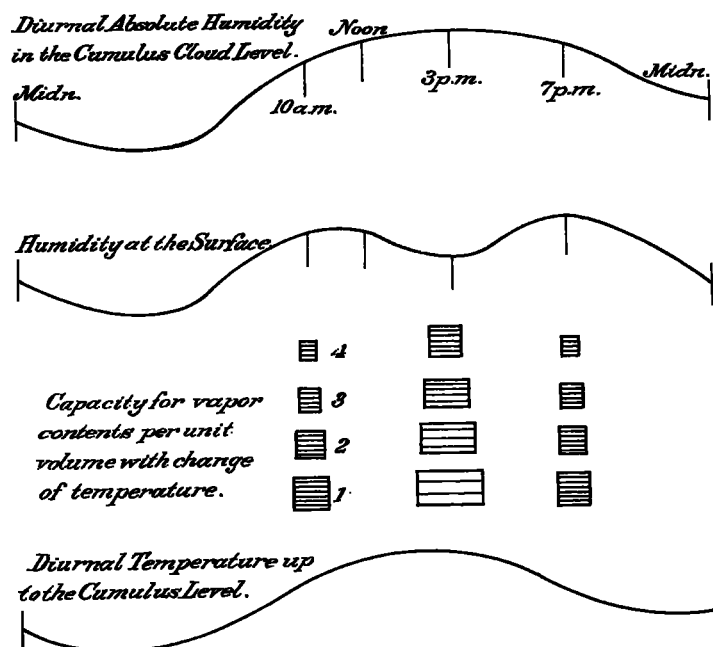 Diurnal Absolute Humidity
in the Cumulus Cloud Level.
Noon
Midn.
10a.m.
3p.m.
7p.m.
Midn.
Humidity at the Surface
4
3
2
1
Capacity for vapor
contents per unit
volume with change
of temperature.
Diurnal Temperature up
to the Cumulus Level.